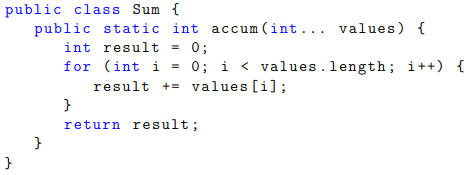 public class Sum {
    public static int accum(int... values) {
        int result = 0;
        for (int i = 0; i < values.length; i++) {
            result += values[i];
        }
        return result;
    }
}